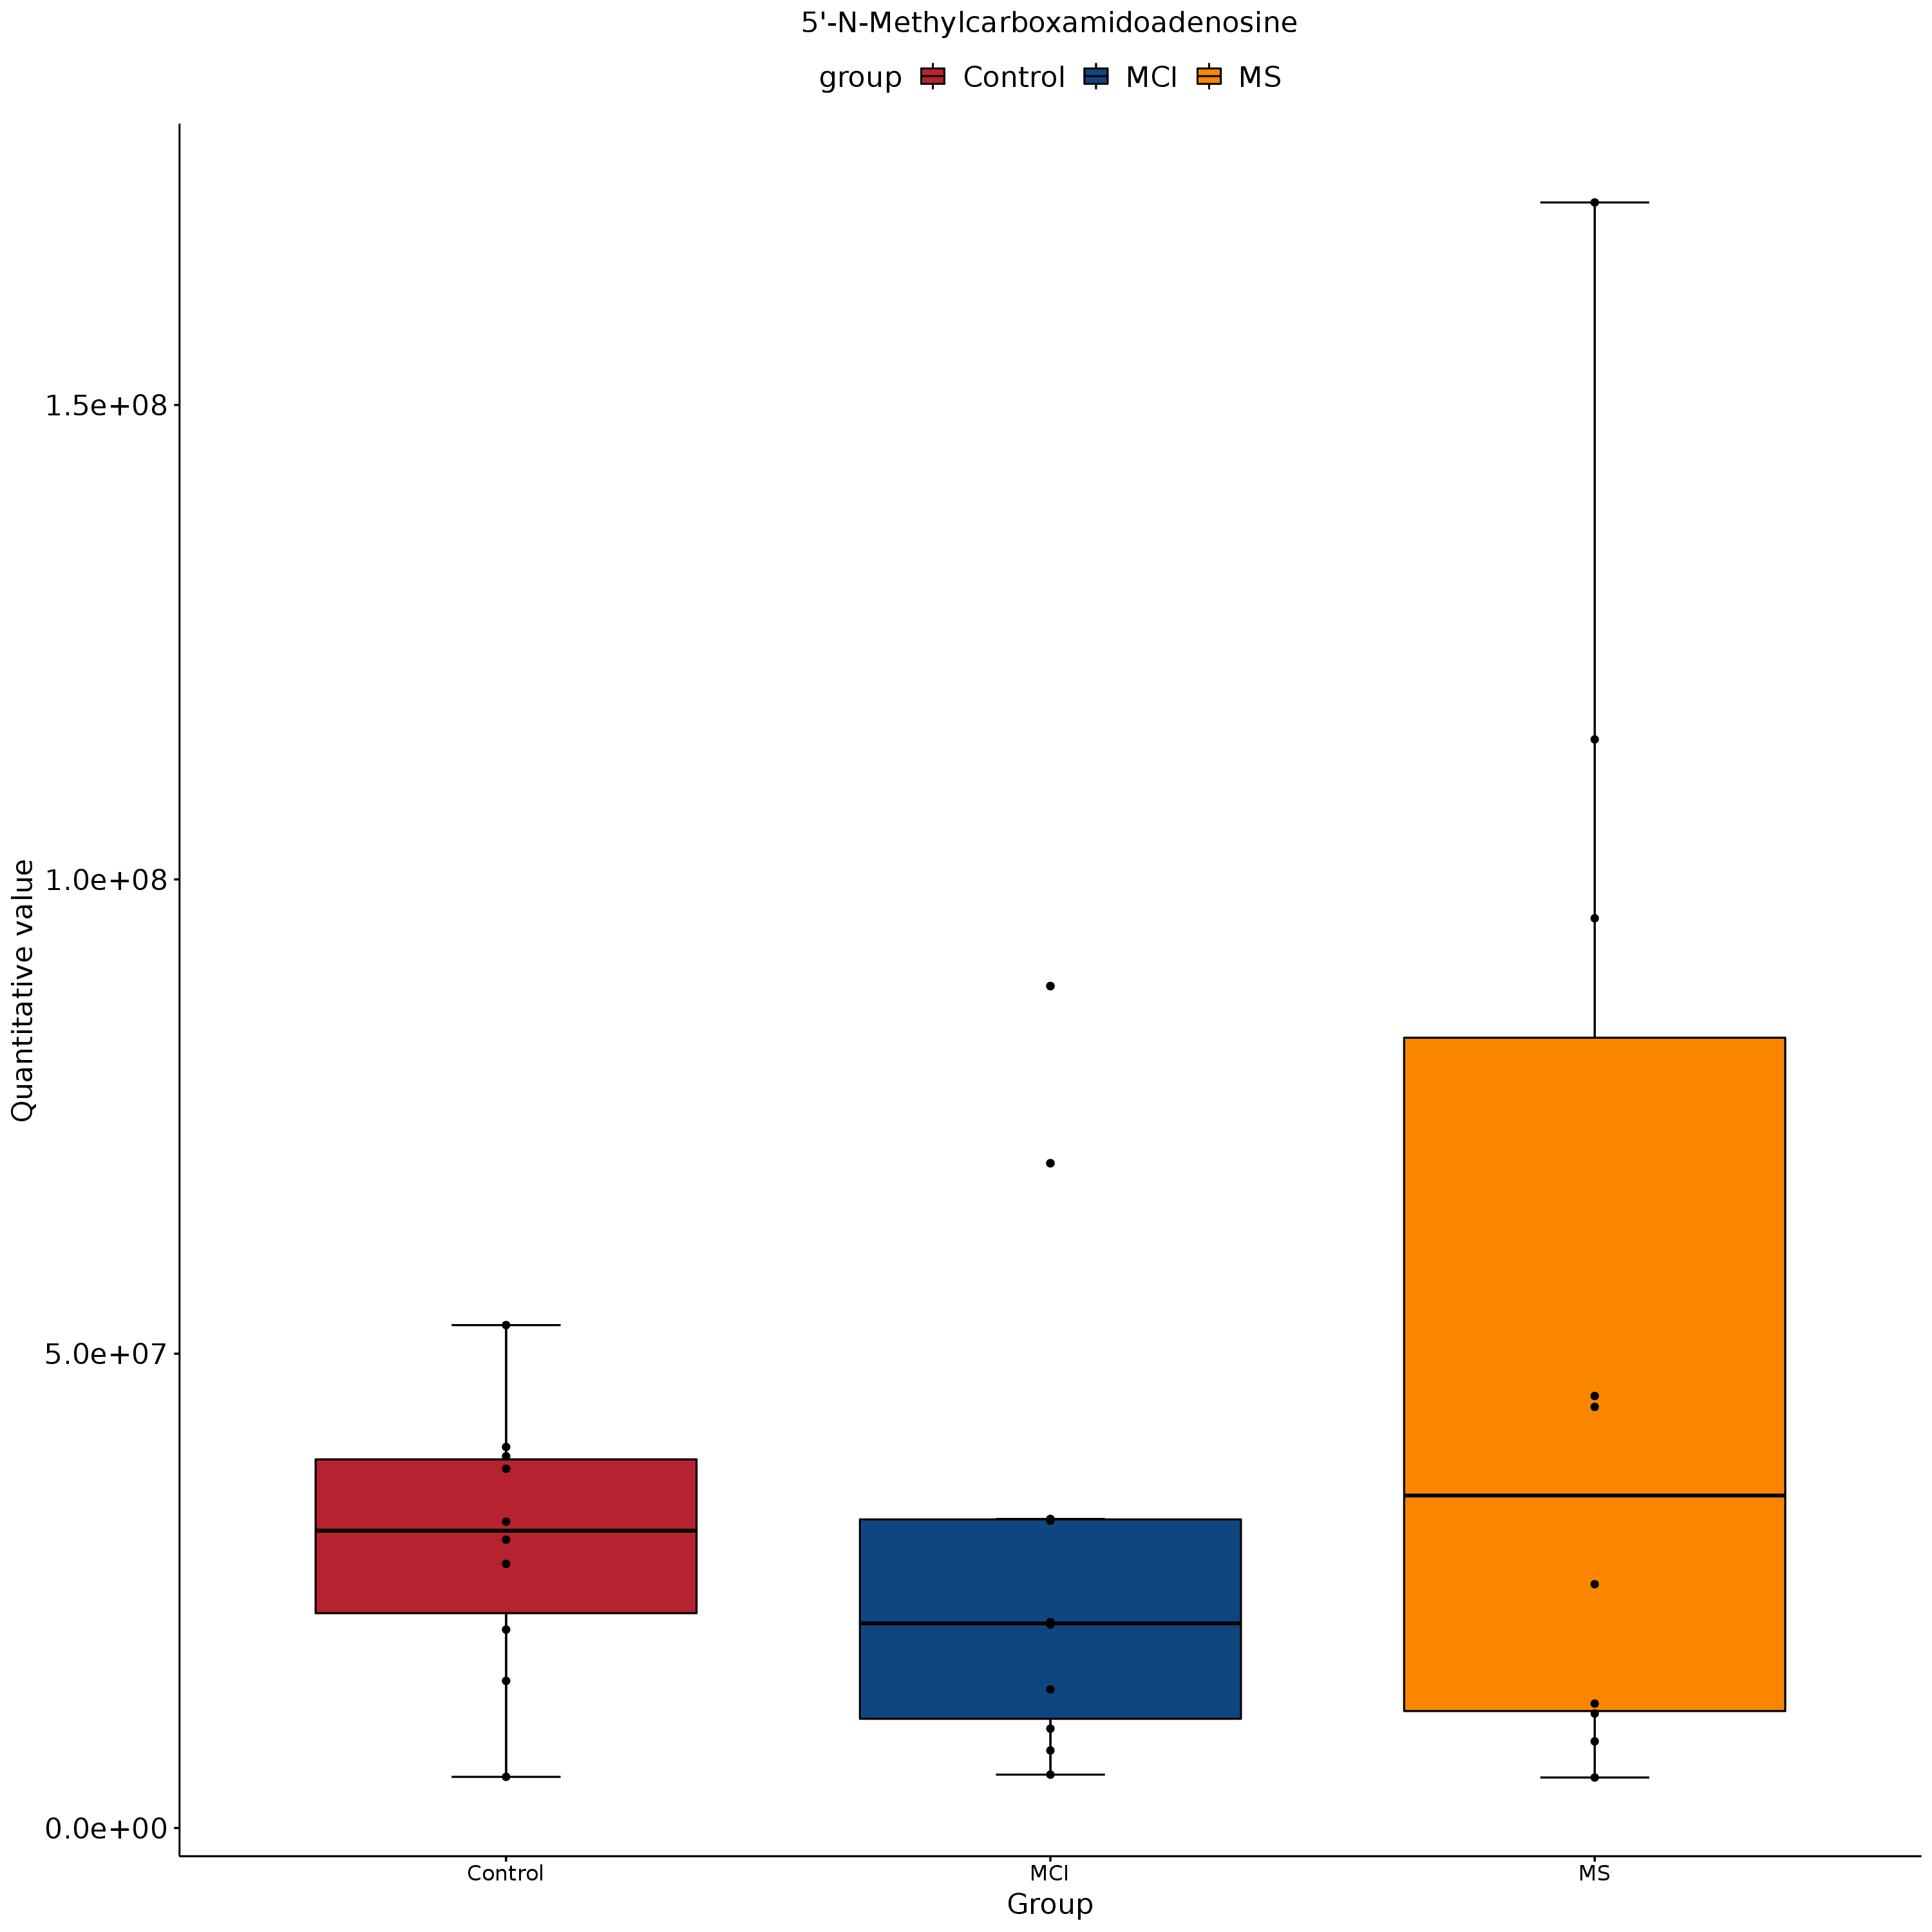 5'-N-Methylcarboxamidoadenosine
group Control MCI MS
1.5e+08
1.0e+08
5.0e+07
0.0e+00
Quantitative value
Control MCI MS
Group